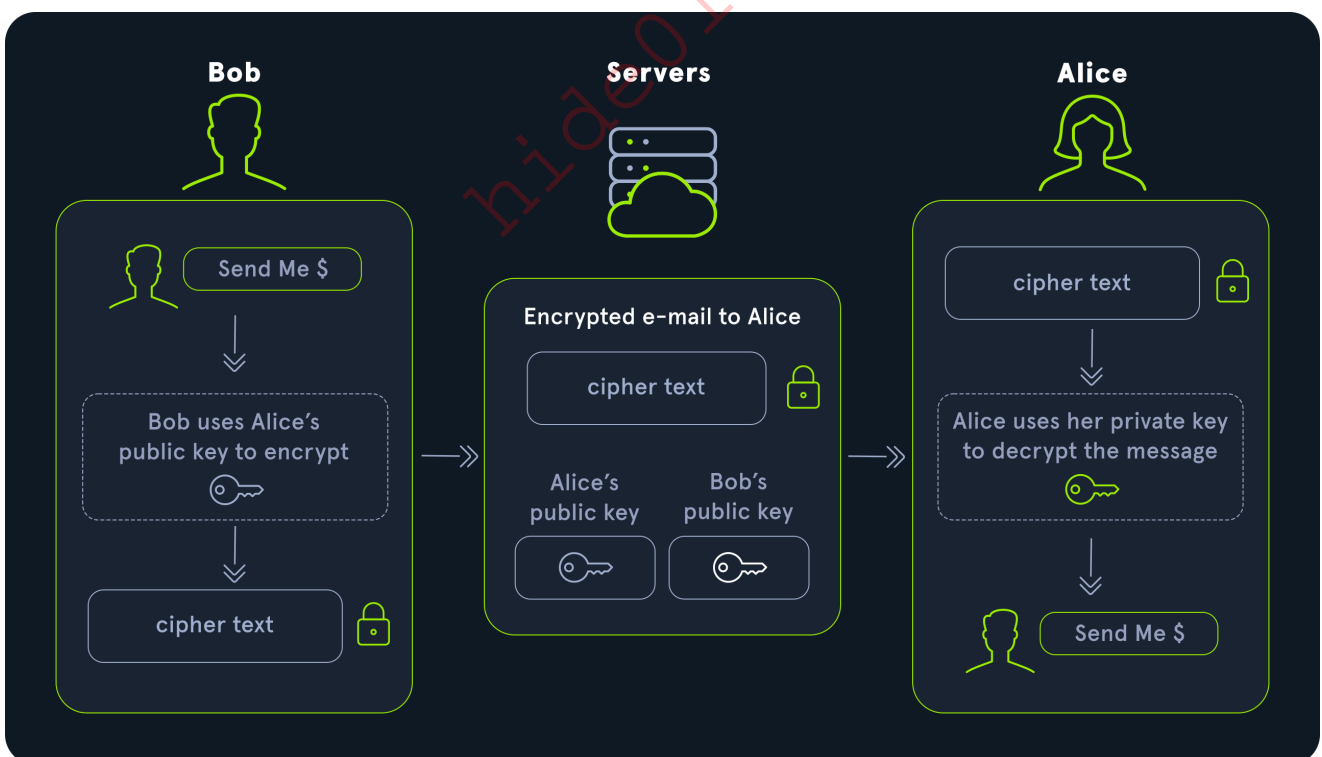 Bob
Servers
Alice
Send Me $
Bob uses Alice's
public key to encrypt
cipher text
Encrypted e-mail to Alice
cipher text
Alice's
public key
Bob's
public key
cipher text
Alice uses her private key
to decrypt the message
Send Me $